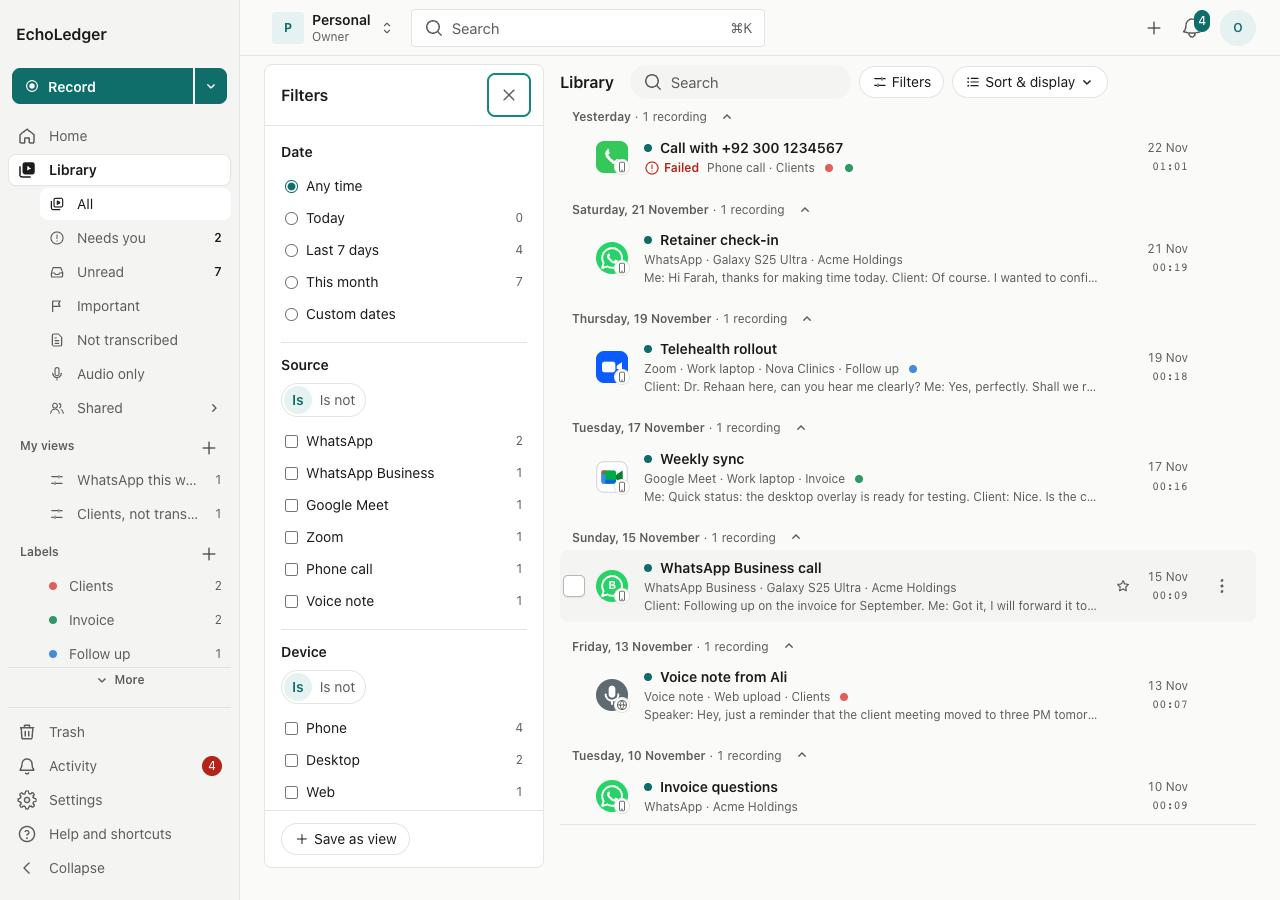 EchoLedger
Record
Home
Library
All
Needs you 2
Unread 7
Important
Not transcribed
Audio only
Shared
My views
WhatsApp this w... 1
Clients, not trans... 1
Labels
Clients 2
Invoice 2
Follow up 1
More
Trash
Activity 4
Settings
Help and shortcuts
Collapse
P Personal
Owner
Search ⌘K
4
O
Filters
Date
Any time
Today 0
Last 7 days 4
This month 7
Custom dates
Source
Is Is not
WhatsApp 2
WhatsApp Business 1
Google Meet 1
Zoom 1
Phone call 1
Voice note 1
Device
Is Is not
Phone 4
Desktop 2
Web 1
Save as view
Library Search Filters Sort & display
Yesterday · 1 recording
Call with +92 300 1234567 22 Nov
Failed Phone call · Clients 01:01
Saturday, 21 November · 1 recording
Retainer check-in 21 Nov
WhatsApp · Galaxy S25 Ultra · Acme Holdings 00:19
Me: Hi Farah, thanks for making time today. Client: Of course. I wanted to confi...
Thursday, 19 November · 1 recording
Telehealth rollout 19 Nov
Zoom · Work laptop · Nova Clinics · Follow up 00:18
Client: Dr. Rehaan here, can you hear me clearly? Me: Yes, perfectly. Shall we r...
Tuesday, 17 November · 1 recording
Weekly sync 17 Nov
Google Meet · Work laptop · Invoice 00:16
Me: Quick status: the desktop overlay is ready for testing. Client: Nice. Is the c...
Sunday, 15 November · 1 recording
B WhatsApp Business call 15 Nov
WhatsApp Business · Galaxy S25 Ultra · Acme Holdings 00:09
Client: Following up on the invoice for September. Me: Got it, I will forward it to...
Friday, 13 November · 1 recording
Voice note from Ali 13 Nov
Voice note · Web upload · Clients 00:07
Speaker: Hey, just a reminder that the client meeting moved to three PM tomor...
Tuesday, 10 November · 1 recording
Invoice questions 10 Nov
WhatsApp · Acme Holdings 00:09